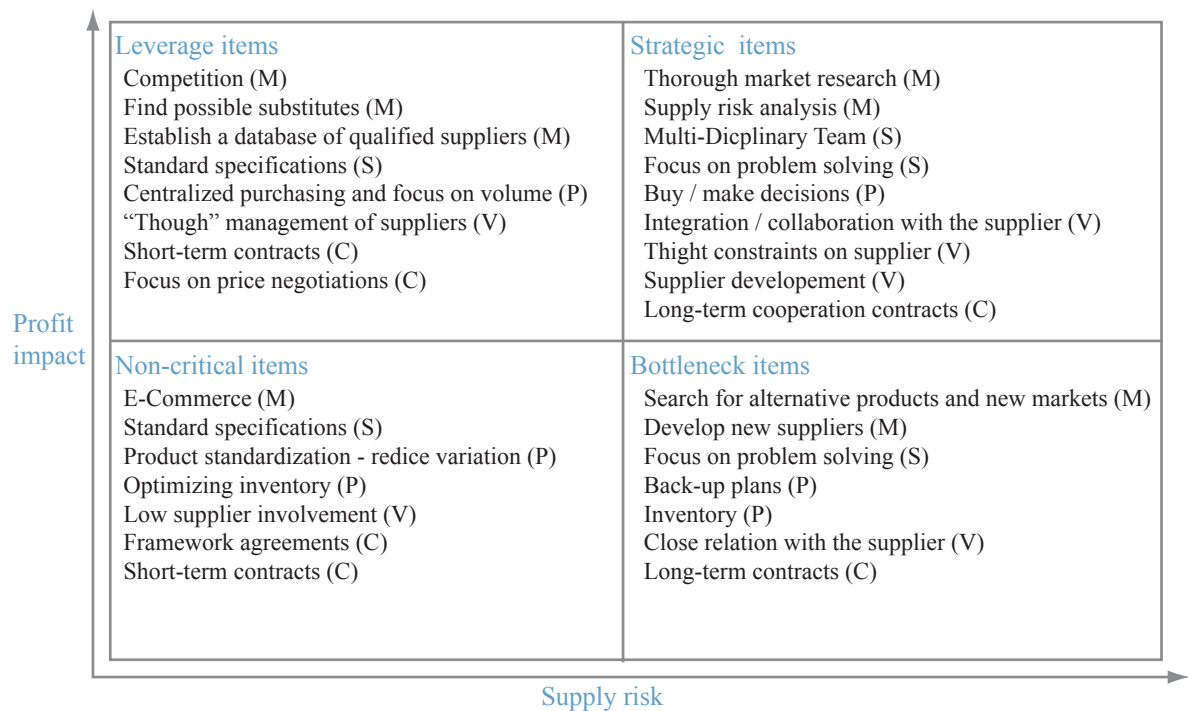 Leverage items
Competition (M)
Find possible substitutes (M)
Establish a database of qualified suppliers (M)
Standard specifications (S)
Centralized purchasing and focus on volume (P)
“Though” management of suppliers (V)
Short-term contracts (C)
Focus on price negotiations (C)
Strategic items
Thorough market research (M)
Supply risk analysis (M)
Multi-Dicplinary Team (S)
Focus on problem solving (S)
Buy / make decisions (P)
Integration / collaboration with the supplier (V)
Thight constraints on supplier (V)
Supplier developement (V)
Long-term cooperation contracts (C)
Profit
impact
Non-critical items
E-Commerce (M)
Standard specifications (S)
Product standardization - redice variation (P)
Optimizing inventory (P)
Low supplier involvement (V)
Framework agreements (C)
Short-term contracts (C)
Bottleneck items
Search for alternative products and new markets (M)
Develop new suppliers (M)
Focus on problem solving (S)
Back-up plans (P)
Inventory (P)
Close relation with the supplier (V)
Long-term contracts (C)
Supply risk